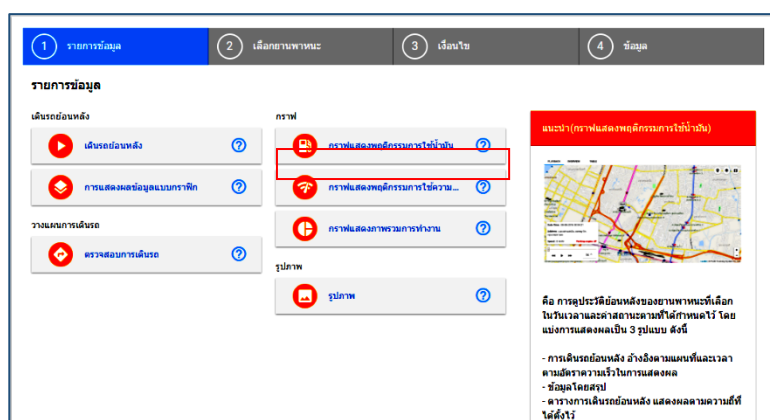 1 รายการข้อมูล
2 เลือกยานพาหนะ
3 เงื่อนไข
4 ข้อมูล
รายการข้อมูล
เดินรถย้อนหลัง
เดินรถย้อนหลัง ?
การแสดงผลข้อมูลแบบกราฟิก ?
วางแผนการเดินรถ
ตรวจสอบการเดินรถ ?
กราฟ
กราฟแสดงพฤติกรรมการใช้น้ำมัน ?
กราฟแสดงพฤติกรรมการใช้ความ... ?
กราฟแสดงภาพรวมการทำงาน ?
รูปภาพ
รูปภาพ ?
แนะนำ(กราฟแสดงพฤติกรรมการใช้น้ำมัน)
คือ การดูประวัติย้อนหลังของยานพาหนะที่เลือก
ในวันเวลาและค่าสถานะตามที่ได้กำหนดไว้ โดย
แบ่งการแสดงผลเป็น 3 รูปแบบ ดังนี้
- การเดินรถย้อนหลัง อ้างอิงตามแผนที่และเวลา
ตามอัตราความเร็วในการแสดงผล
- ข้อมูลโดยสรุป
- ตารางการเดินรถย้อนหลัง แสดงผลตามความถี่ที่
ได้ตั้งไว้